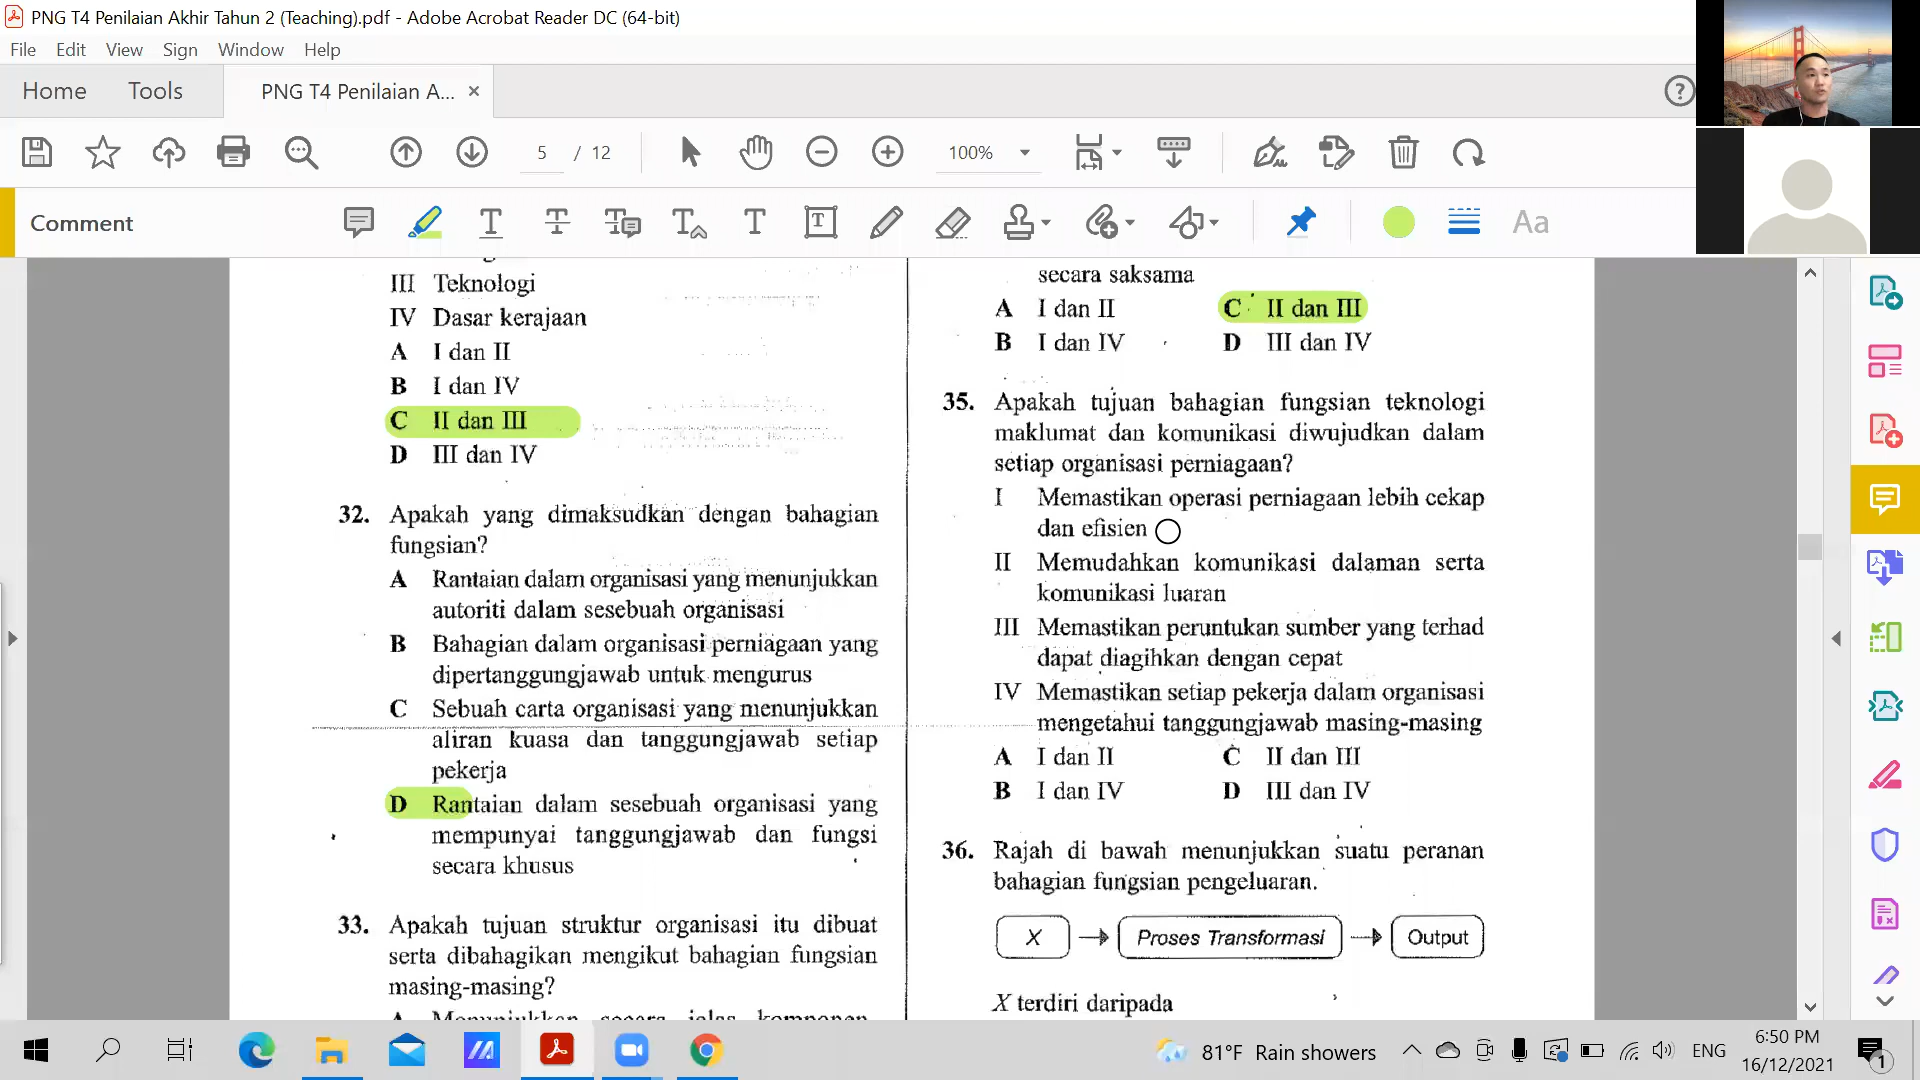 PNG T4 Penilaian Akhir Tahun 2 (Teaching).pdf - Adobe Acrobat Reader DC (64-bit)
File Edit View Sign Window Help
Home Tools PNG T4 Penilaian A... ×
5 / 12 100%
Comment
Aa
III Teknologi
IV Dasar kerajaan
A I dan II
B I dan IV
C II dan III
D III dan IV
32. Apakah yang dimaksudkan dengan bahagian
fungsian?
A Rantaian dalam organisasi yang menunjukkan
autoriti dalam sesebuah organisasi
B Bahagian dalam organisasi perniagaan yang
dipertanggungjawab untuk mengurus
C Sebuah carta organisasi yang menunjukkan
aliran kuasa dan tanggungjawab setiap
pekerja
D Rantaian dalam sesebuah organisasi yang
mempunyai tanggungjawab dan fungsi
secara khusus
33. Apakah tujuan struktur organisasi itu dibuat
serta dibahagikan mengikut bahagian fungsian
masing-masing?
A Menunjukkan secara jelas komponen
secara saksama
A I dan II C II dan III
B I dan IV D III dan IV
35. Apakah tujuan bahagian fungsian teknologi
maklumat dan komunikasi diwujudkan dalam
setiap organisasi perniagaan?
I Memastikan operasi perniagaan lebih cekap
dan efisien
II Memudahkan komunikasi dalaman serta
komunikasi luaran
III Memastikan peruntukan sumber yang terhad
dapat diagihkan dengan cepat
IV Memastikan setiap pekerja dalam organisasi
mengetahui tanggungjawab masing-masing
A I dan II C II dan III
B I dan IV D III dan IV
36. Rajah di bawah menunjukkan suatu peranan
bahagian fungsian pengeluaran.
X Proses Transformasi Output
X terdiri daripada
81°F Rain showers ENG 6:50 PM
16/12/2021 1